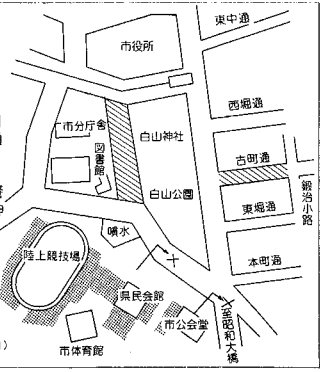 東中通
市役所
西堀通
市分庁舎
白山神社
図書館
古町通
白山公園
鍛治小路
東堀通
噴水
陸上競技場
本町通
県民会館
市公会堂
至昭和大橋
市体育館